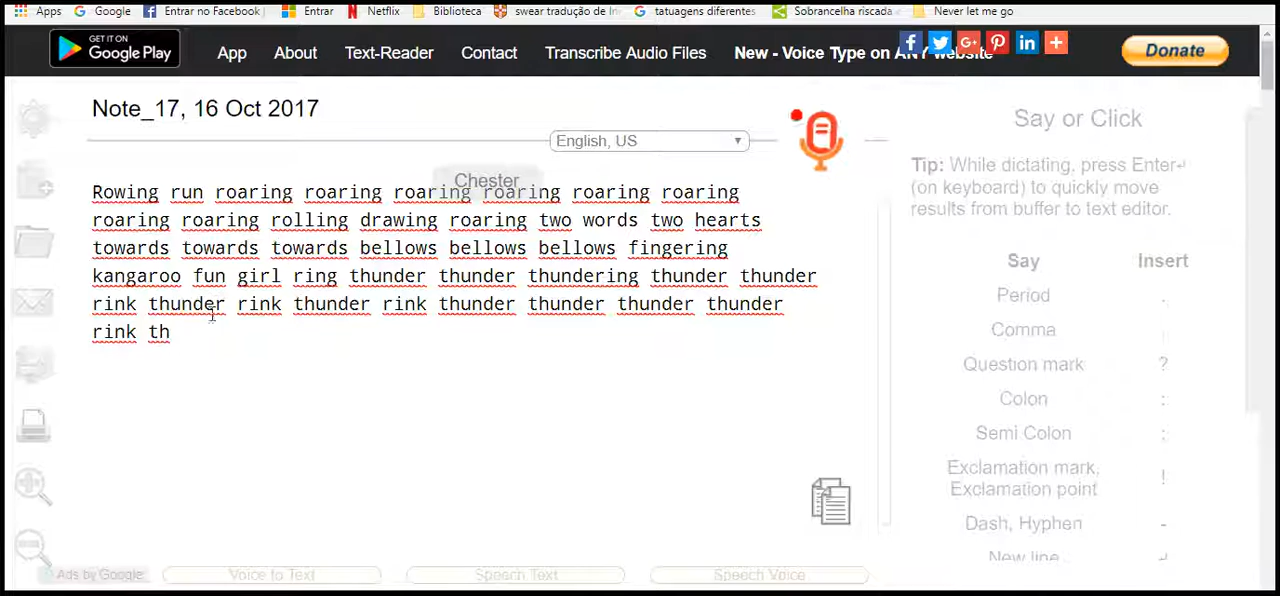 Apps Google Entrar no Facebook Entrar Netflix Biblioteca swear tradução de In tatuagens diferentes Sobrancelha riscada Never let me go
GET IT ON
Google Play
App About Text-Reader Contact Transcribe Audio Files New - Voice Type on ANY website
Donate
Note_17, 16 Oct 2017
English, US
Chester
Rowing run roaring roaring roaring roaring roaring roaring
roaring roaring rolling drawing roaring two words two hearts
towards towards towards bellows bellows bellows fingering
kangaroo fun girl ring thunder thunder thundering thunder thunder
rink thunder rink thunder rink thunder thunder thunder thunder
rink th
Say or Click
Tip: While dictating, press Enter↵
(on keyboard) to quickly move
results from buffer to text editor.
Say Insert
Period .
Comma ,
Question mark ?
Colon :
Semi Colon ;
Exclamation mark, Exclamation point !
Dash, Hyphen -
New line ↵
Ads by Google
Voice to Text
Speech Text
Speech Voice